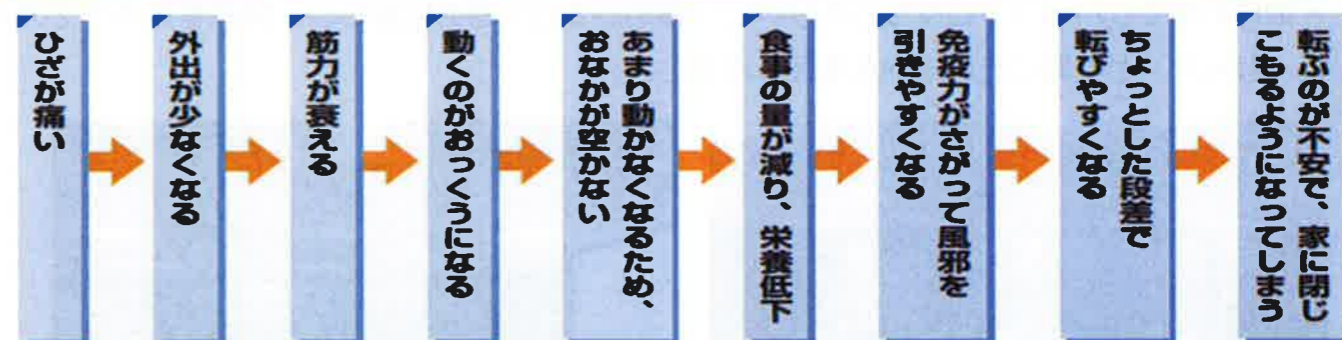 ひざが痛い
外出が少なくなる
筋力が衰える
動くのがおっくうになる
あまり動かなくなるため、
おなかが空かない
食事の量が減り、栄養低下
免疫力がさがって風邪を
引きやすくなる
ちょっとした段差で
転びやすくなる
転ぶのが不安で、家に閉じ
こもるようになってしまう